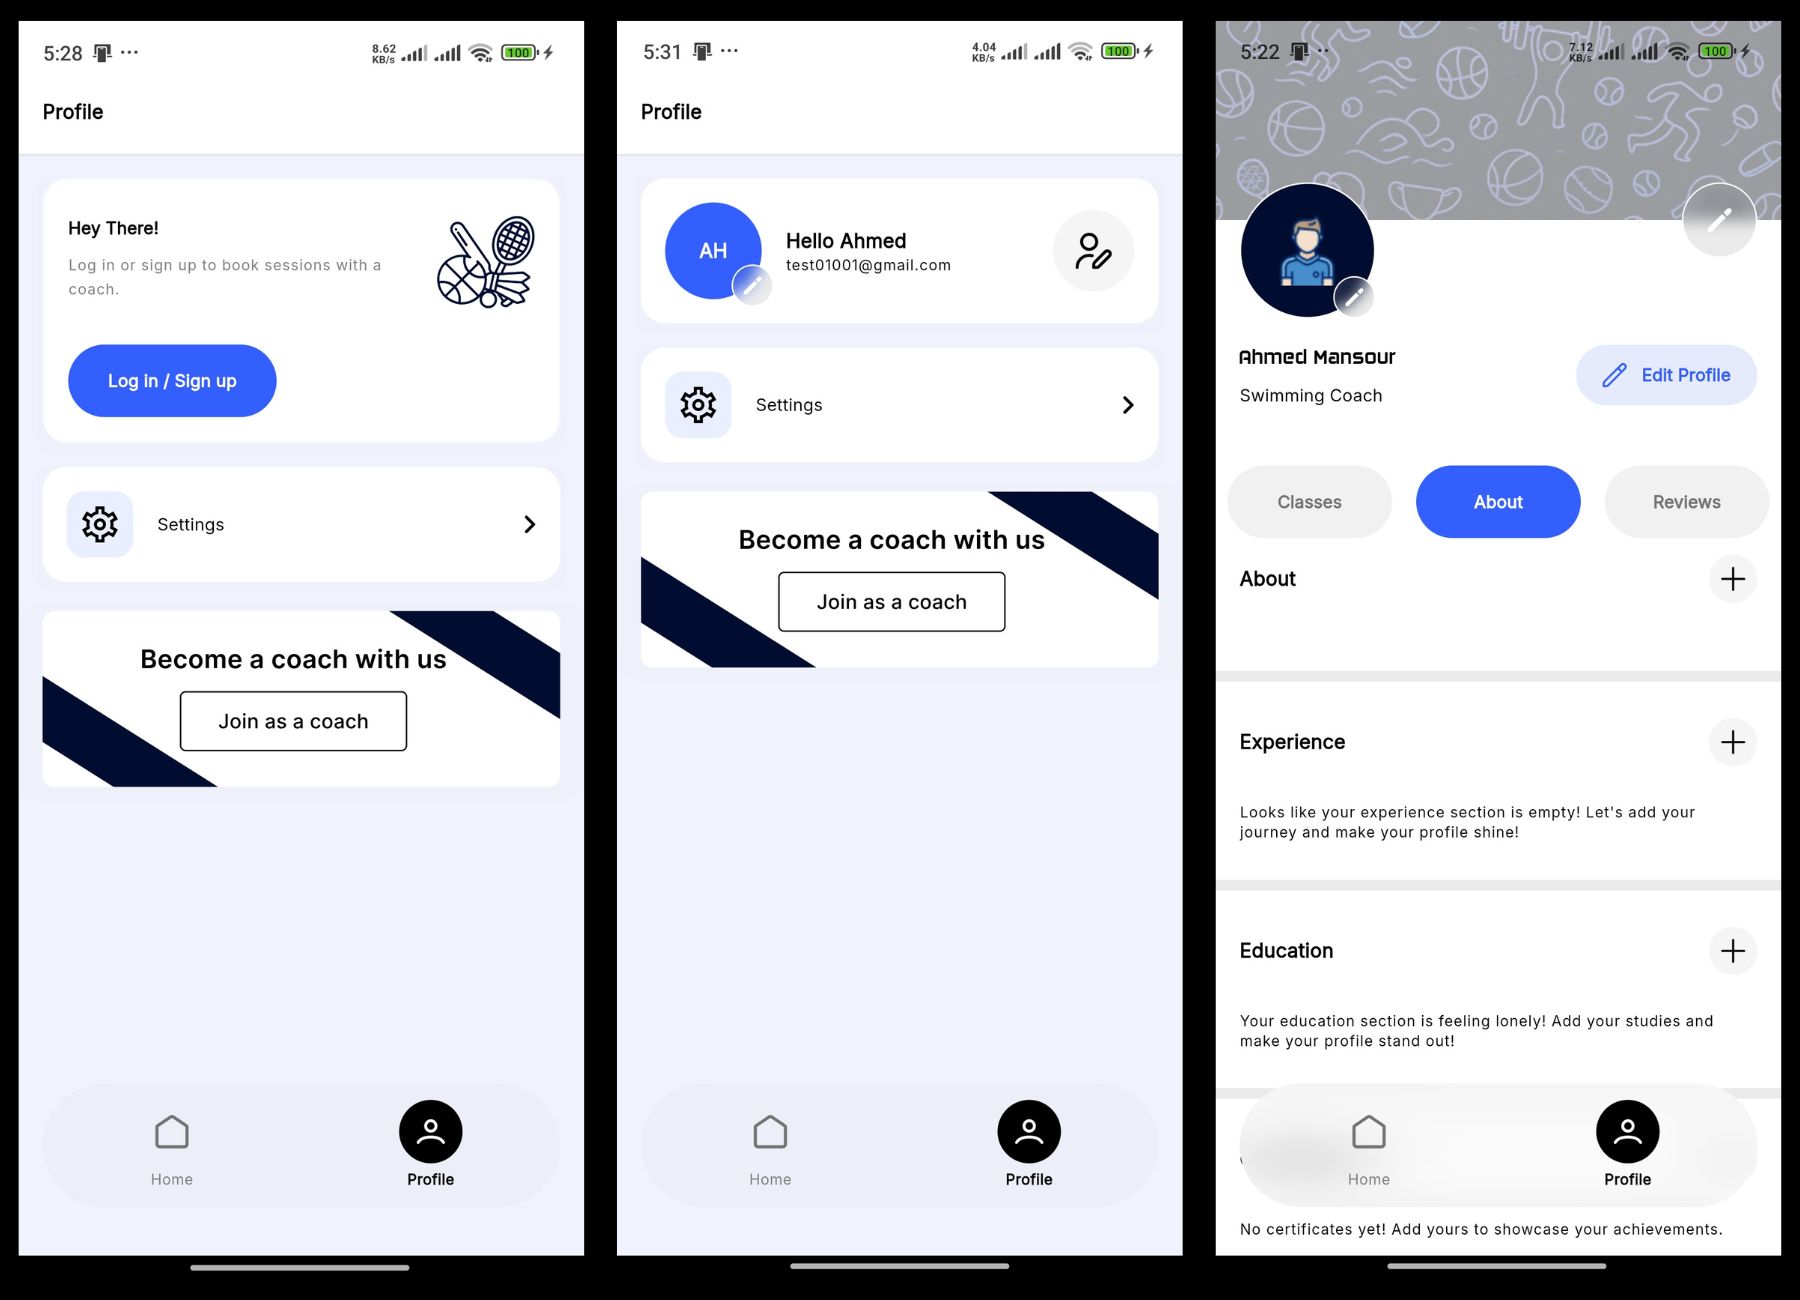 5:28
8.62
KB/s
100
Profile
Hey There!
Log in or sign up to book sessions with a
coach.
Log in / Sign up
Settings
Become a coach with us
Join as a coach
Home
Profile
5:31
4.04
KB/s
100
Profile
AH
Hello Ahmed
test01001@gmail.com
Settings
Become a coach with us
Join as a coach
Home
Profile
5:22
7.12
KB/s
100
Ahmed Mansour
Swimming Coach
Edit Profile
Classes
About
Reviews
About
Experience
Looks like your experience section is empty! Let's add your
journey and make your profile shine!
Education
Your education section is feeling lonely! Add your studies and
make your profile stand out!
Home
Profile
No certificates yet! Add yours to showcase your achievements.